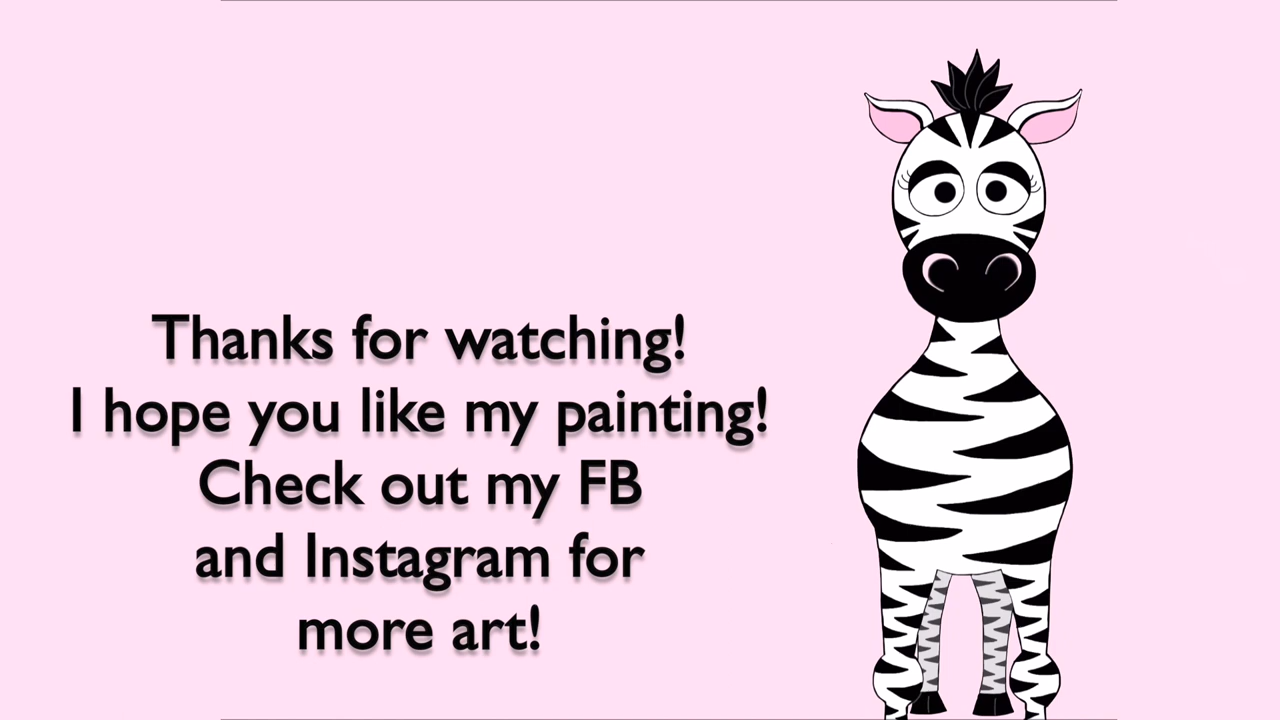 Thanks for watching!
I hope you like my painting!
Check out my FB
and Instagram for
more art!